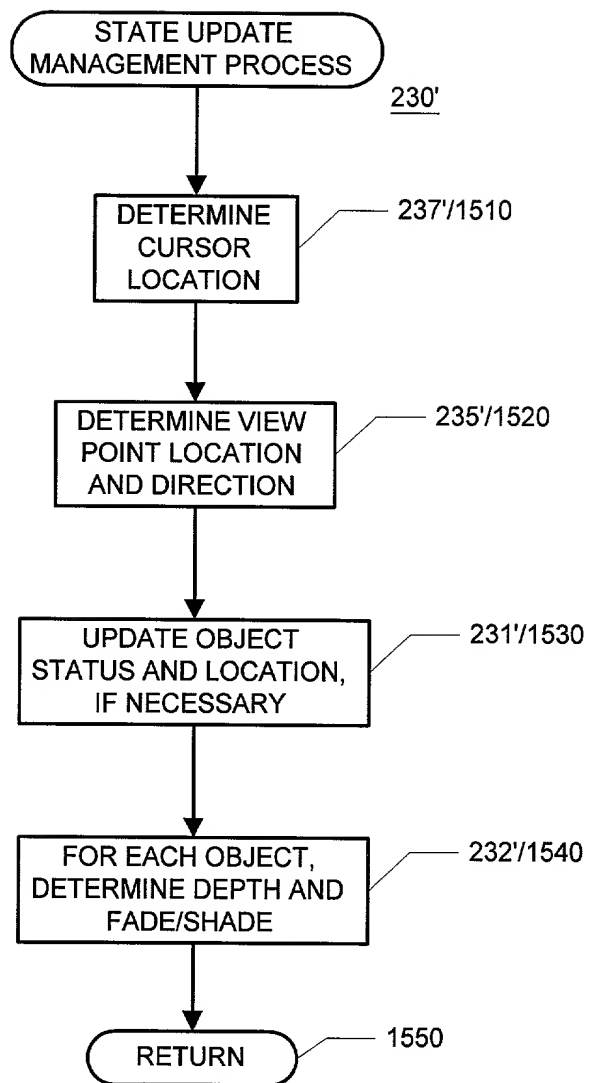 STATE UPDATE
MANAGEMENT PROCESS
230'
DETERMINE
CURSOR
LOCATION
237'/1510
DETERMINE VIEW
POINT LOCATION
AND DIRECTION
235'/1520
UPDATE OBJECT
STATUS AND LOCATION,
IF NECESSARY
231'/1530
FOR EACH OBJECT,
DETERMINE DEPTH AND
FADE/SHADE
232'/1540
RETURN
1550